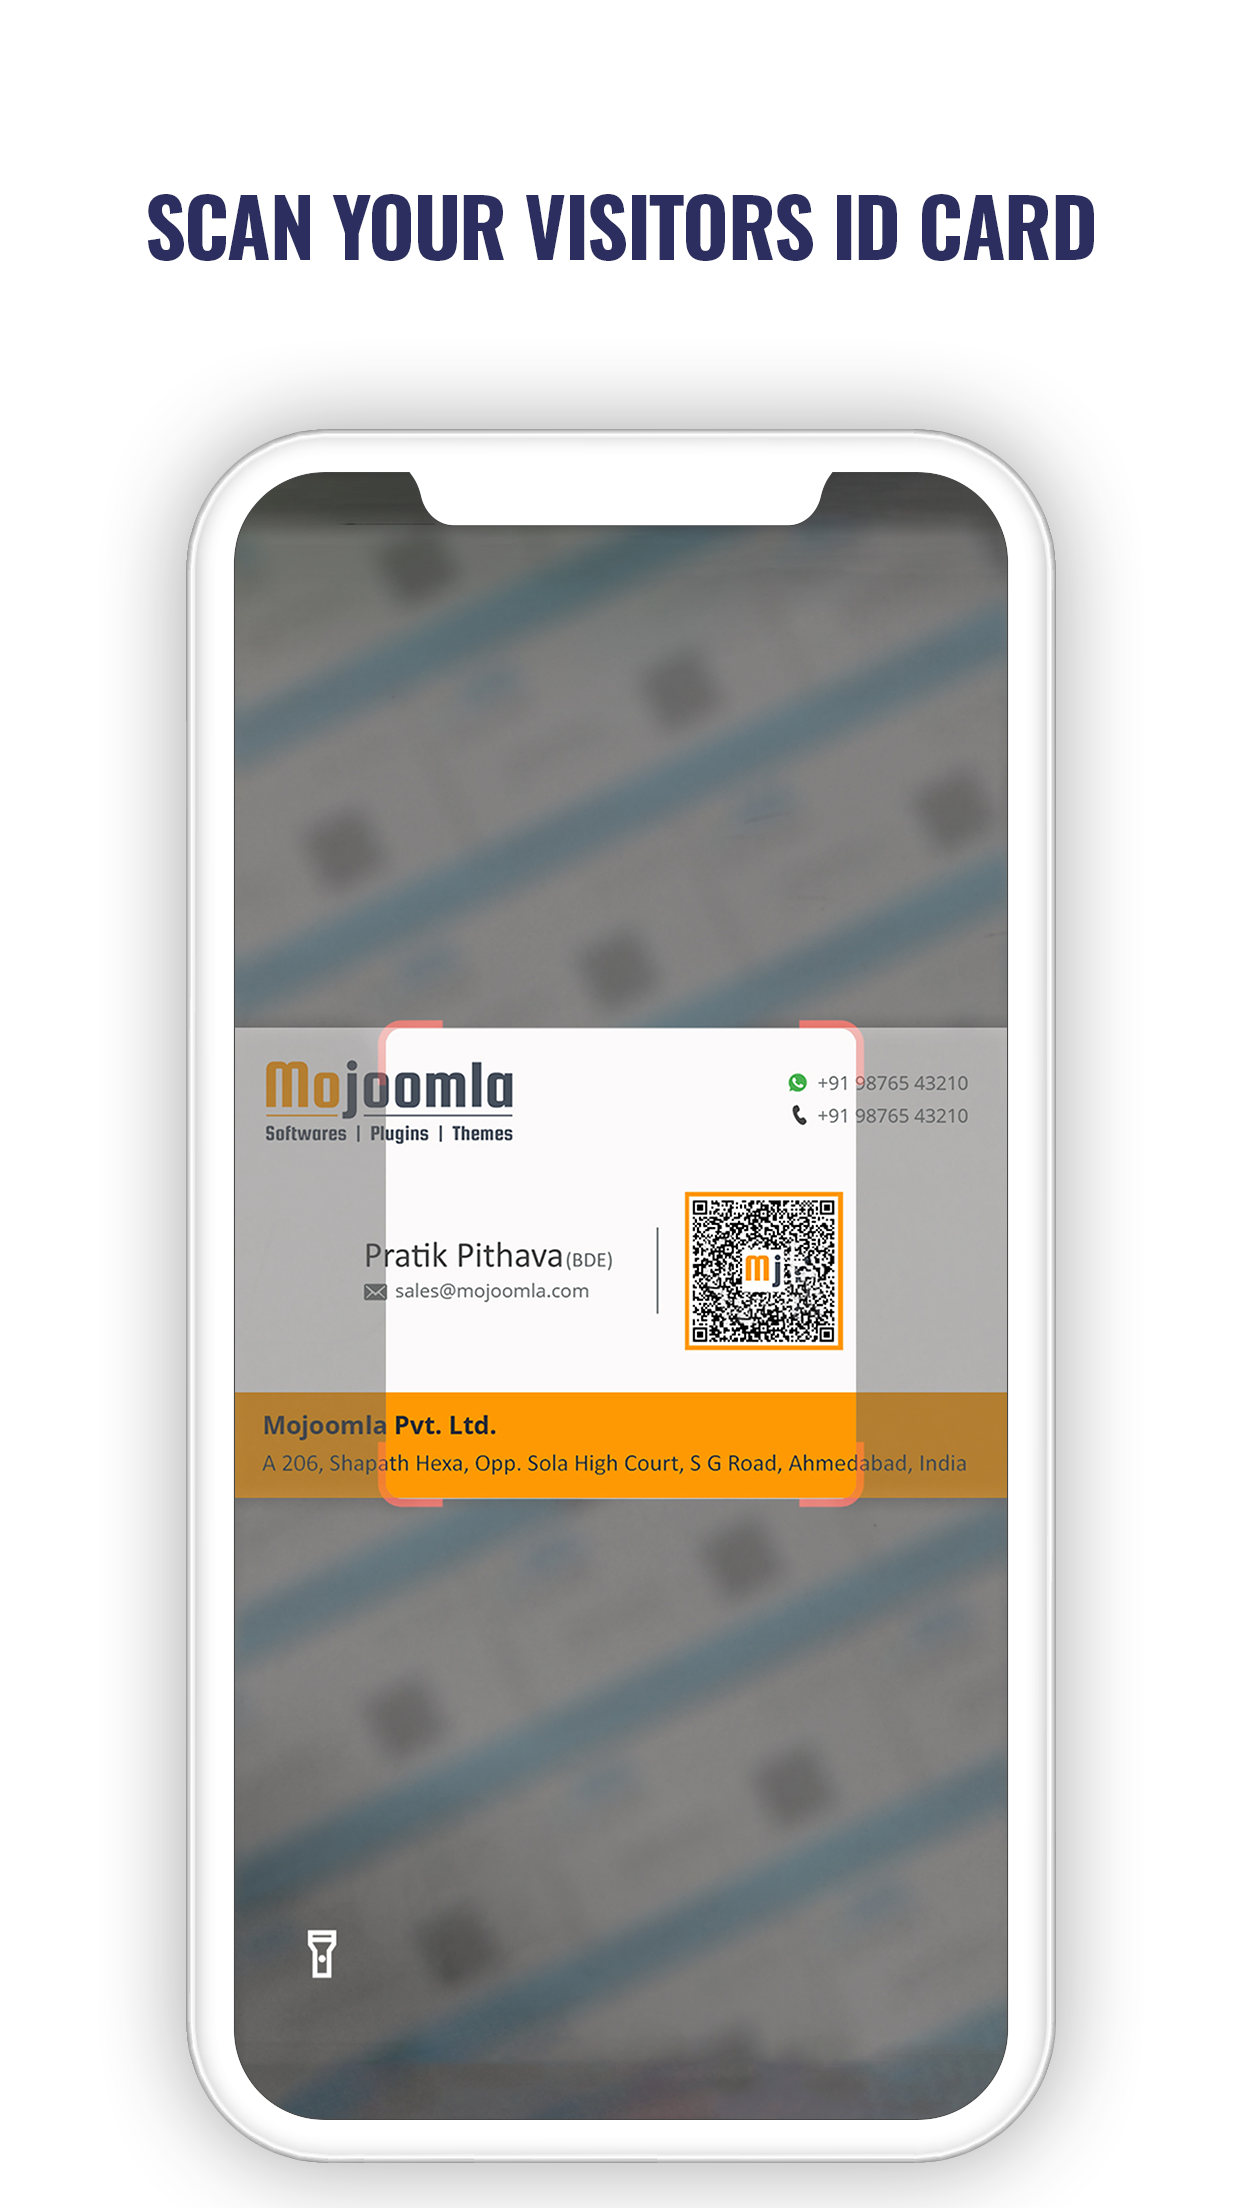 SCAN YOUR VISITORS ID CARD
Mojoomla
Softwares | Plugins | Themes
+91 98765 43210
+91 98765 43210
Pratik Pithava (BDE)
sales@mojoomla.com
mj
Mojoomla Pvt. Ltd.
A 206, Shapath Hexa, Opp. Sola High Court, S G Road, Ahmedabad, India